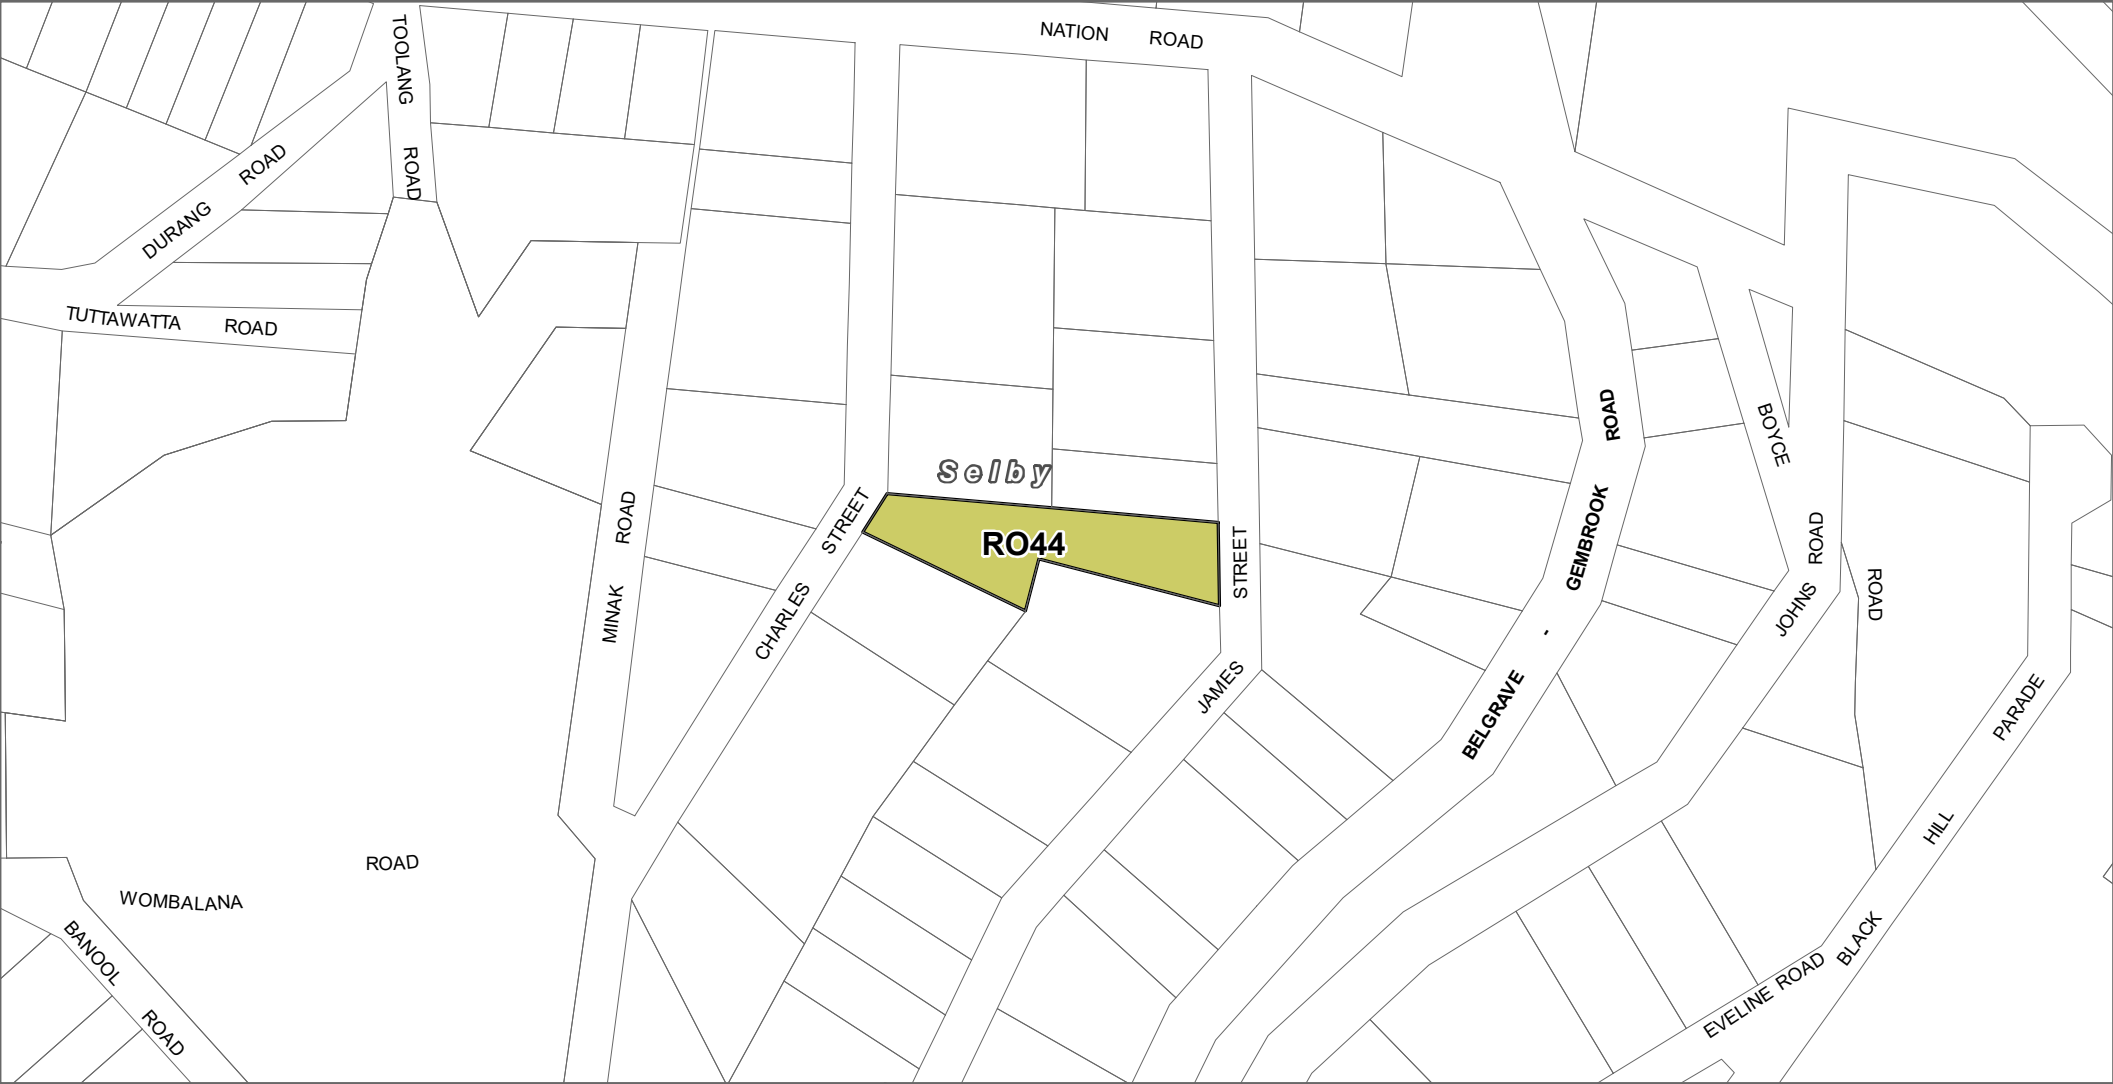 NATION ROAD
TOOLANG ROAD
DURANG ROAD
TUTTAWATTA ROAD
Selby
RO44
MINAK ROAD
CHARLES STREET
JAMES STREET
BELGRAVE - GEMBROOK ROAD
BOYCE ROAD
JOHNS ROAD
BLACK HILL PARADE
EVELINE ROAD
WOMBALANA ROAD
BANOOL ROAD